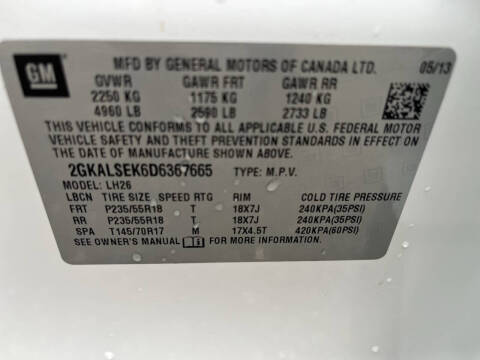 GM
MFD BY GENERAL MOTORS OF CANADA LTD. 05/13
GVWR GAWR FRT GAWR RR
2250 KG 1175 KG 1240 KG
4960 LB 2590 LB 2733 LB
THIS VEHICLE CONFORMS TO ALL APPLICABLE U.S. FEDERAL MOTOR
VEHICLE SAFETY AND THEFT PREVENTION STANDARDS IN EFFECT ON
THE DATE OF MANUFACTURE SHOWN ABOVE.
2GKALSEK6D6367665 TYPE: M.P.V.
MODEL: LH26
LBCN TIRE SIZE SPEED RTG RIM COLD TIRE PRESSURE
FRT P235/55R18 T 18X7J 240KPA(35PSI)
RR P235/55R18 T 18X7J 240KPA(35PSI)
SPA T145/70R17 M 17X4.5T 420KPA(60PSI)
SEE OWNER'S MANUAL FOR MORE INFORMATION.